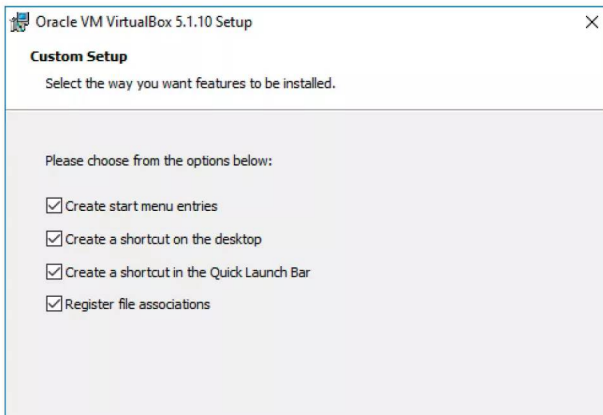 Oracle VM VirtualBox 5.1.10 Setup
Custom Setup
Select the way you want features to be installed.
Please choose from the options below:
Create start menu entries
Create a shortcut on the desktop
Create a shortcut in the Quick Launch Bar
Register file associations